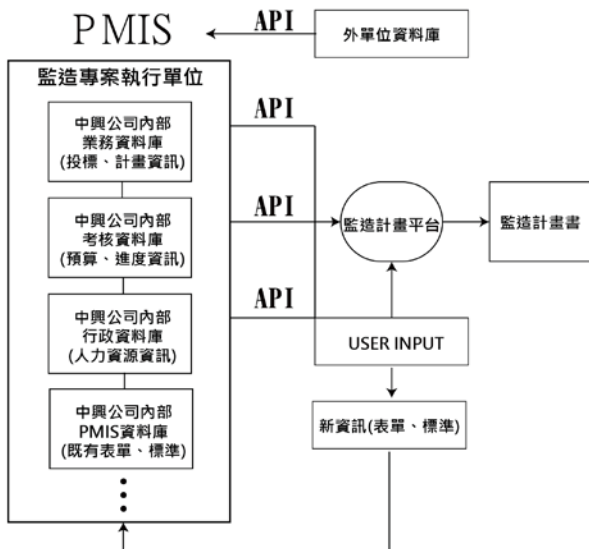 PMIS
API
外單位資料庫
監造專案執行單位
中興公司內部
業務資料庫
(投標、計畫資訊)
API
中興公司內部
考核資料庫
(預算、進度資訊)
API
監造計畫平台
監造計畫書
中興公司內部
行政資料庫
(人力資源資訊)
API
USER INPUT
中興公司內部
PMIS資料庫
(既有表單、標準)
新資訊(表單、標準)